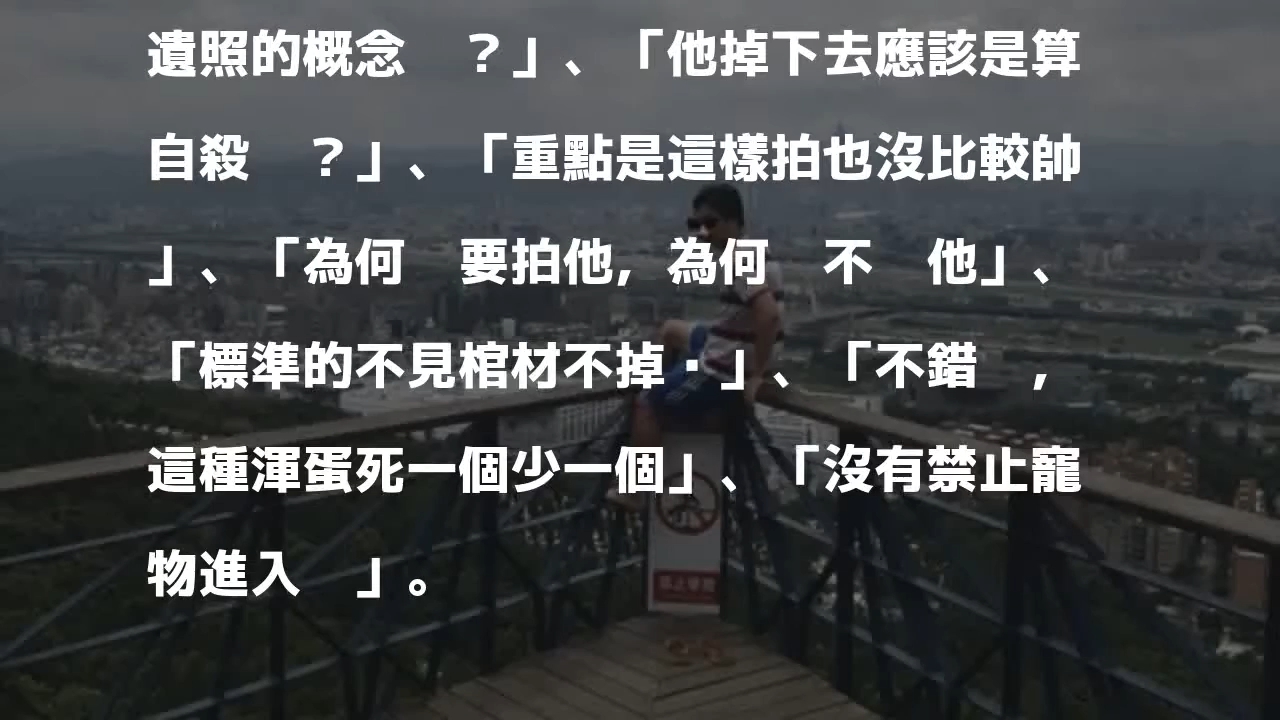 遺照的概念　？」、「他掉下去應該是算
自殺　？」、「重點是這樣拍也沒比較帥
」、「為何　要拍他，為何　不　他」、
「標準的不見棺材不掉·」、「不錯　，
這種渾蛋死一個少一個」、「沒有禁止寵
物進入　」。